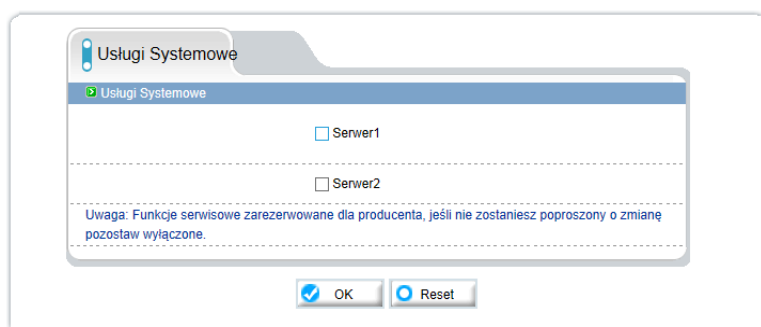 Usługi Systemowe
Usługi Systemowe
Serwer1
Serwer2
Uwaga: Funkcje serwisowe zarezerwowane dla producenta, jeśli nie zostaniesz poproszony o zmianę
pozostaw wyłączone.
OK Reset